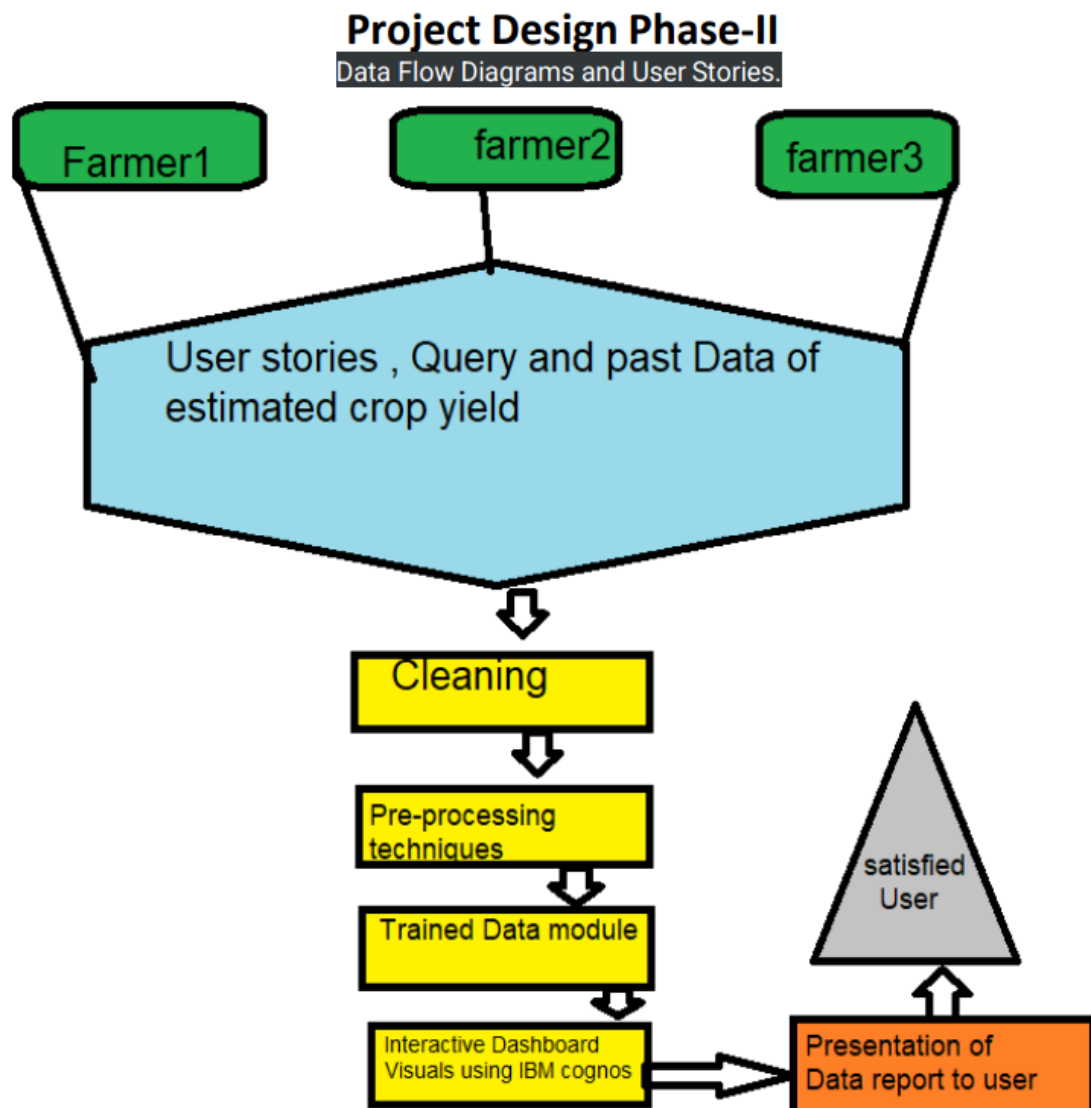 Project Design Phase-II
Data Flow Diagrams and User Stories.
Farmer1
farmer2
farmer3
User stories , Query and past Data of
estimated crop yield
Cleaning
Pre-processing
techniques
Trained Data module
Interactive Dashboard
Visuals using IBM cognos
Presentation of
Data report to user
satisfied
User